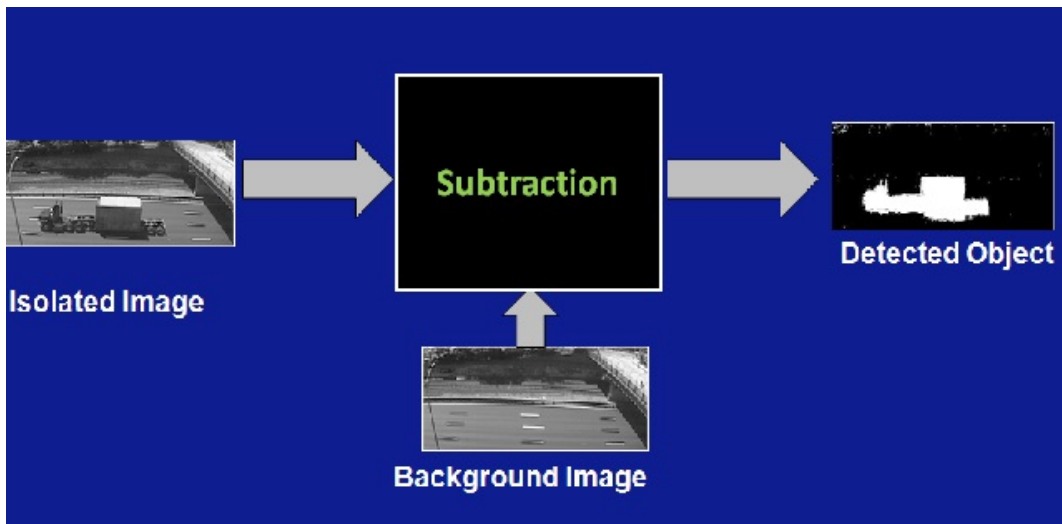 Subtraction
Detected Object
Isolated Image
Background Image